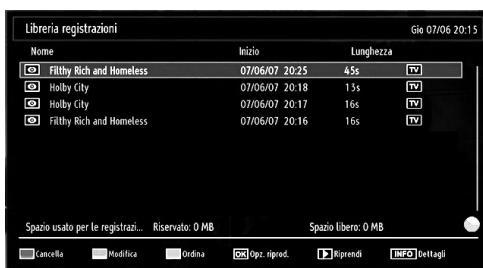 Libreria registrazioni Gio 07/06 20:15
Nome Inizio Lunghezza
Filthy Rich and Homeless 07/06/07 20:25 45s TV
Holby City 07/06/07 20:18 13s TV
Holby City 07/06/07 20:17 16s TV
Filthy Rich and Homeless 07/06/07 20:16 16s TV
Spazio usato per le registrazi... Riservato: 0 MB Spazio libero: 0 MB
Cancella Modifica Ordina OK Opz. riprod. Riprendi INFO Dettagli